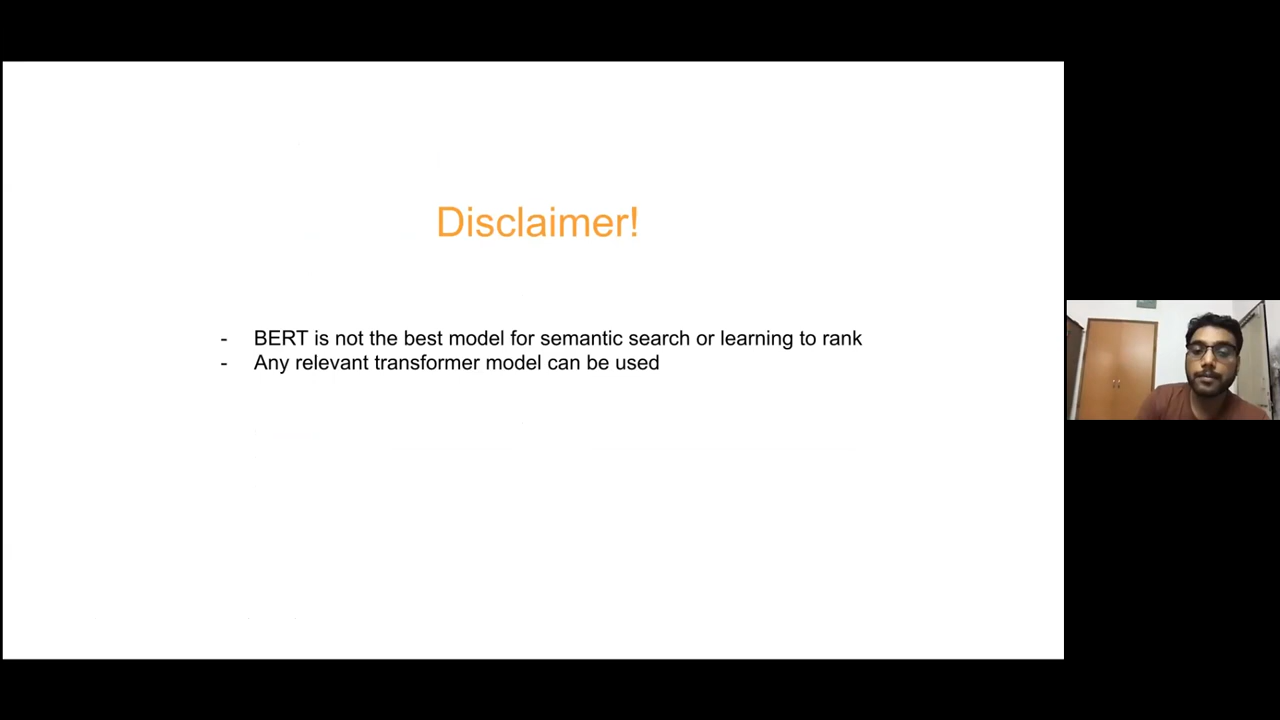 Disclaimer!
- BERT is not the best model for semantic search or learning to rank
- Any relevant transformer model can be used